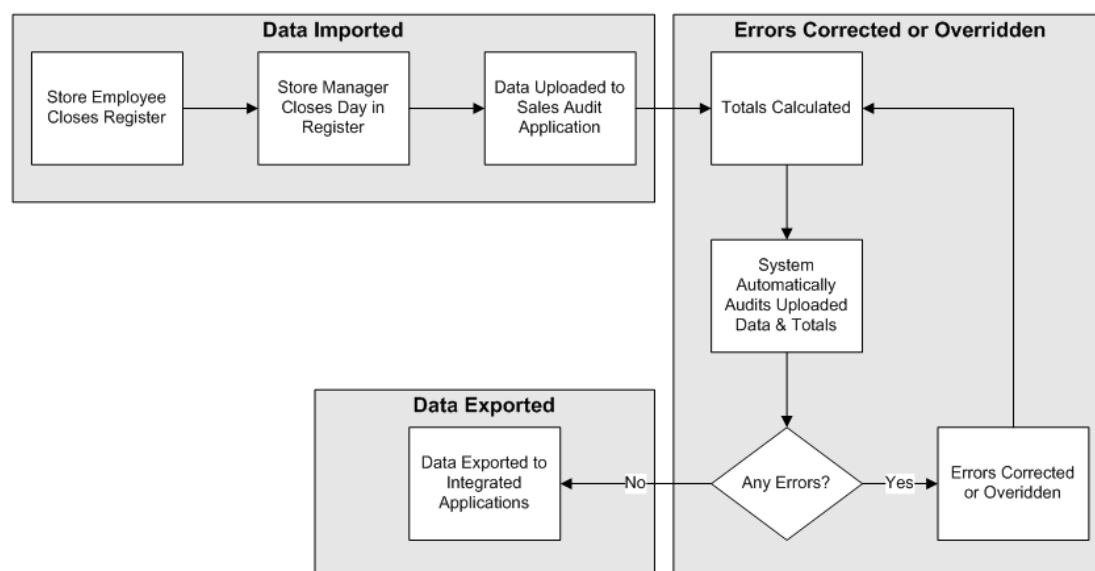 Data Imported
Store Employee
Closes Register
Store Manager
Closes Day in
Register
Data Uploaded to
Sales Audit
Application
Errors Corrected or Overridden
Totals Calculated
System
Automatically
Audits Uploaded
Data & Totals
Any Errors?
Yes
Errors Corrected
or Overidden
No
Data Exported
Data Exported to
Integrated
Applications